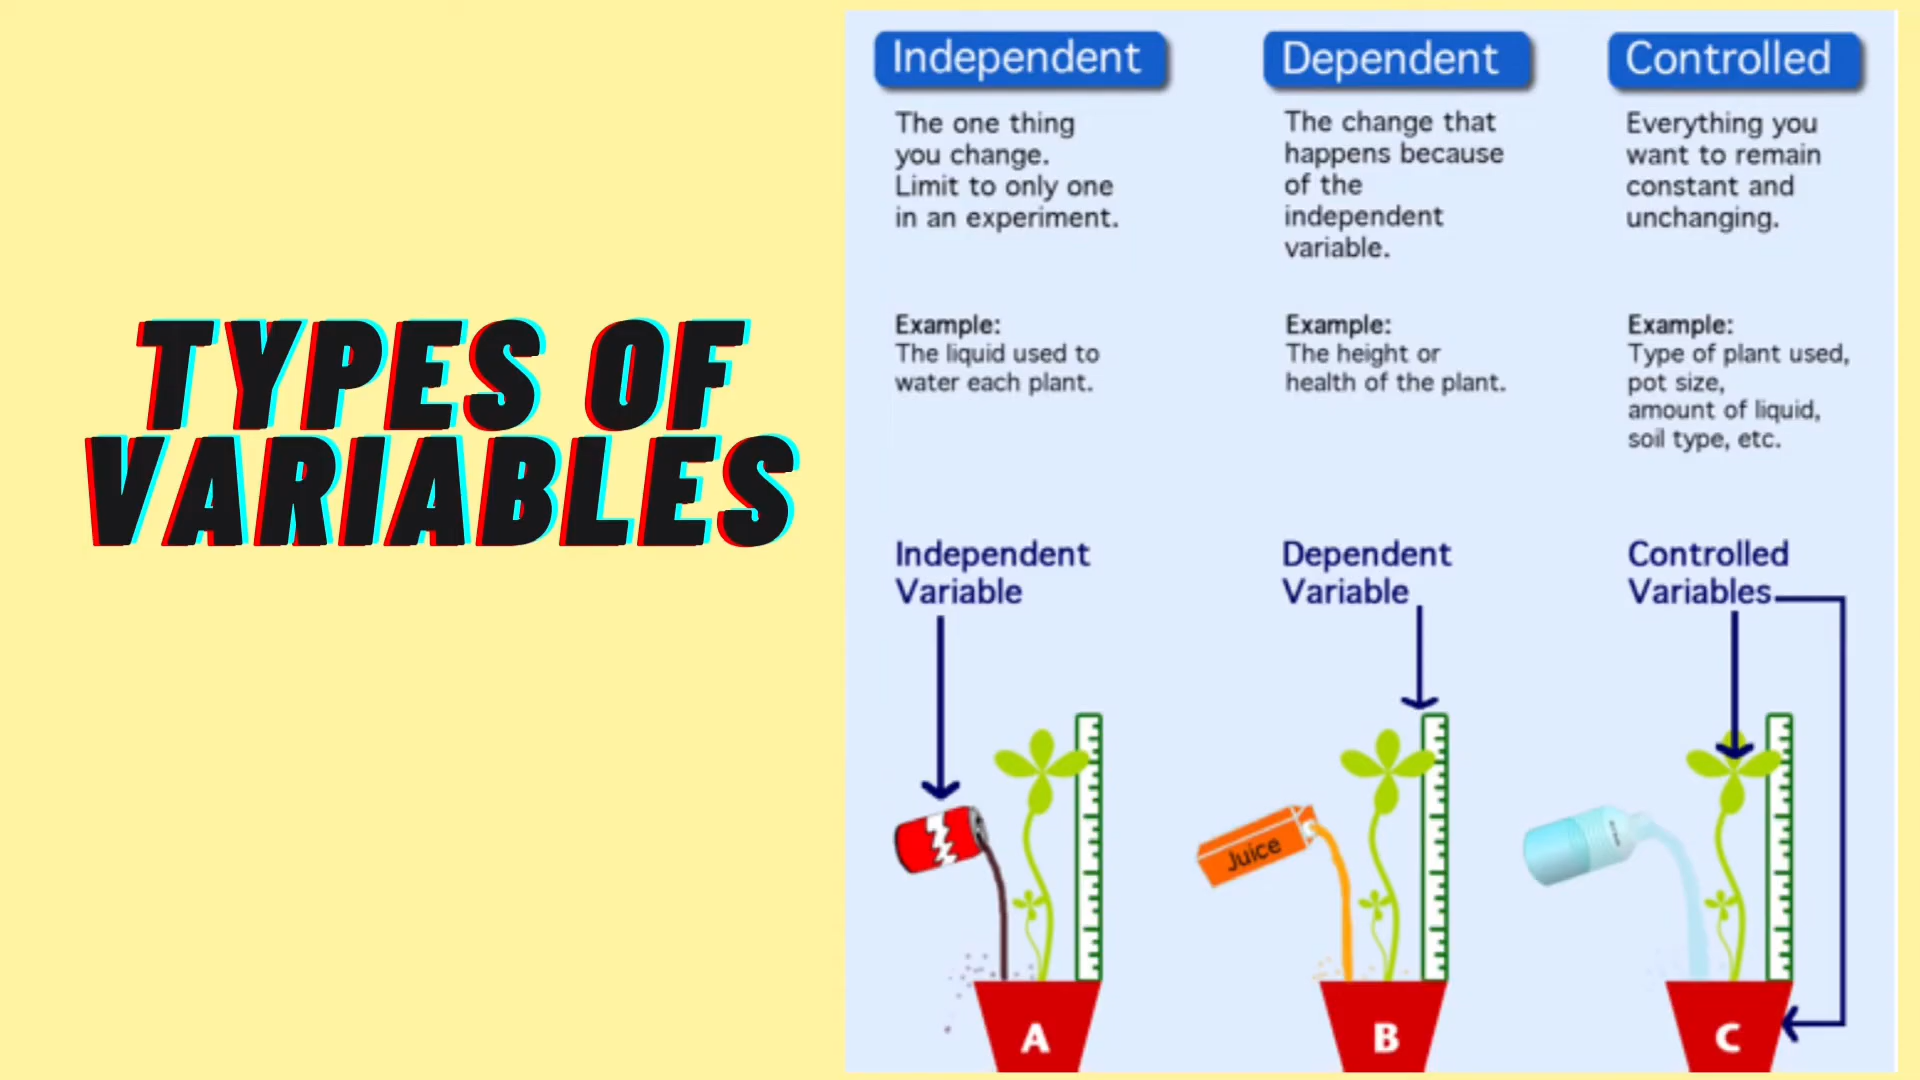 TYPES OF
VARIABLES
Independent
The one thing
you change.
Limit to only one
in an experiment.
Example:
The liquid used to
water each plant.
Dependent
The change that
happens because
of the
independent
variable.
Example:
The height or
health of the plant.
Controlled
Everything you
want to remain
constant and
unchanging.
Example:
Type of plant used,
pot size,
amount of liquid,
soil type, etc.
Independent
Variable
Dependent
Variable
Controlled
Variables
Juice
A
B
C